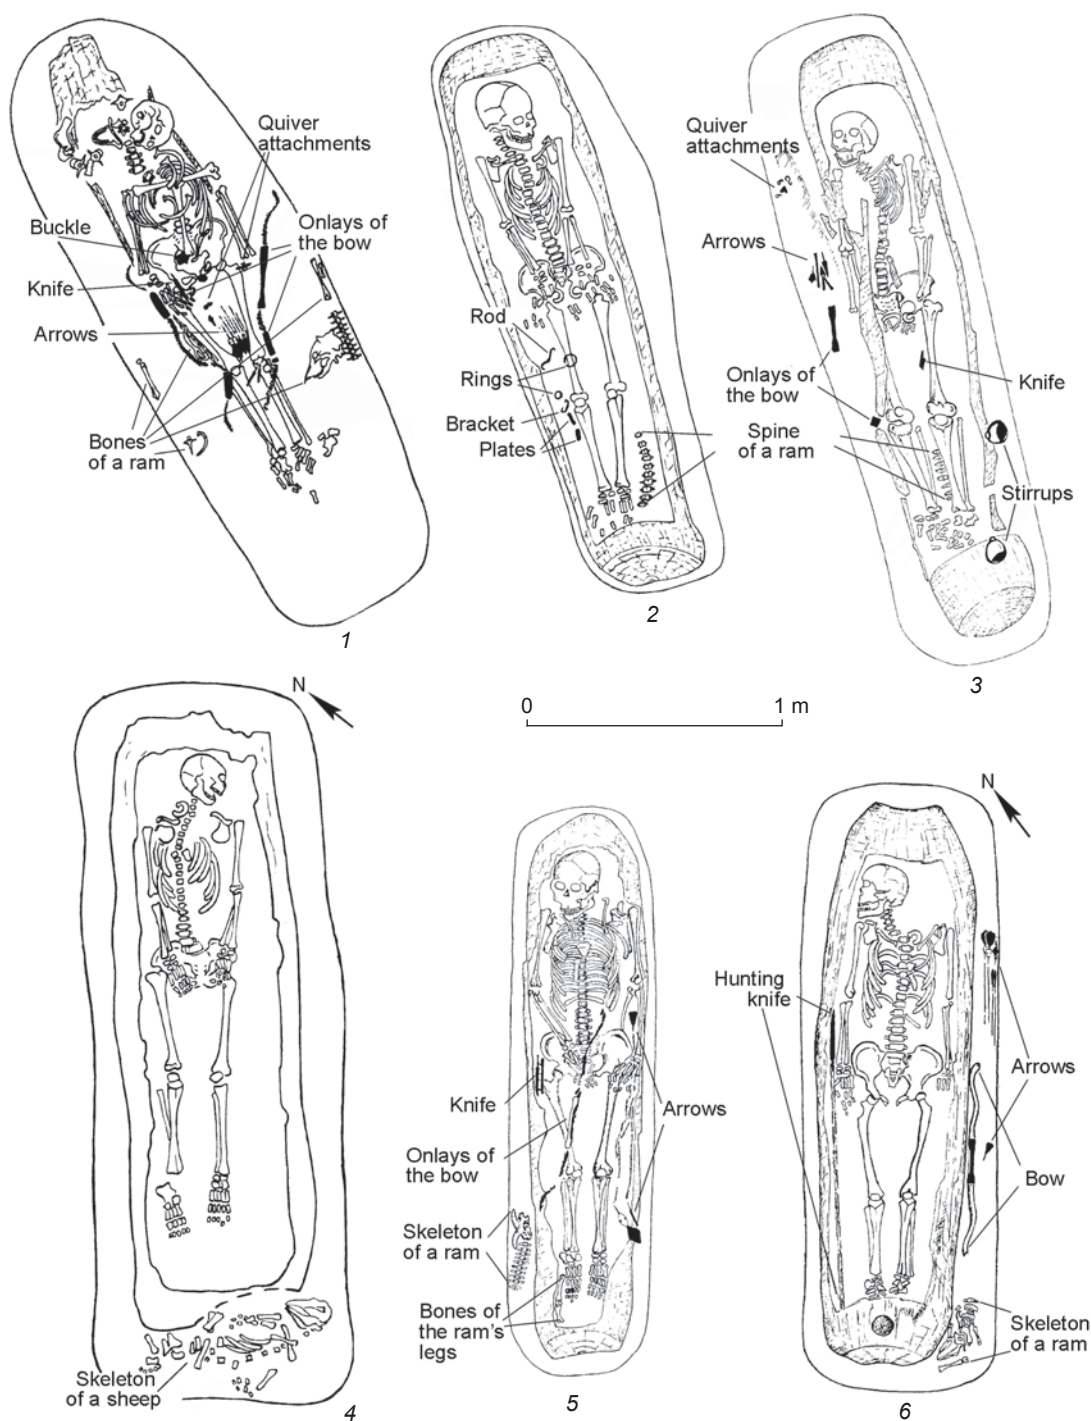 Quiver
attachments
Buckle
Onlays of
the bow
Knife
Arrows
Bones
of a ram
1
Rod
Rings
Bracket
Plates
Spine
of a ram
2
Quiver
attachments
Arrows
Onlays of
the bow
Knife
Stirrups
3
0 1 m
N
Skeleton
of a sheep
4
Knife
Onlays of
the bow
Arrows
Skeleton
of a ram
Bones of
the ram's
legs
5
N
Hunting
knife
Arrows
Bow
Skeleton
of a ram
6